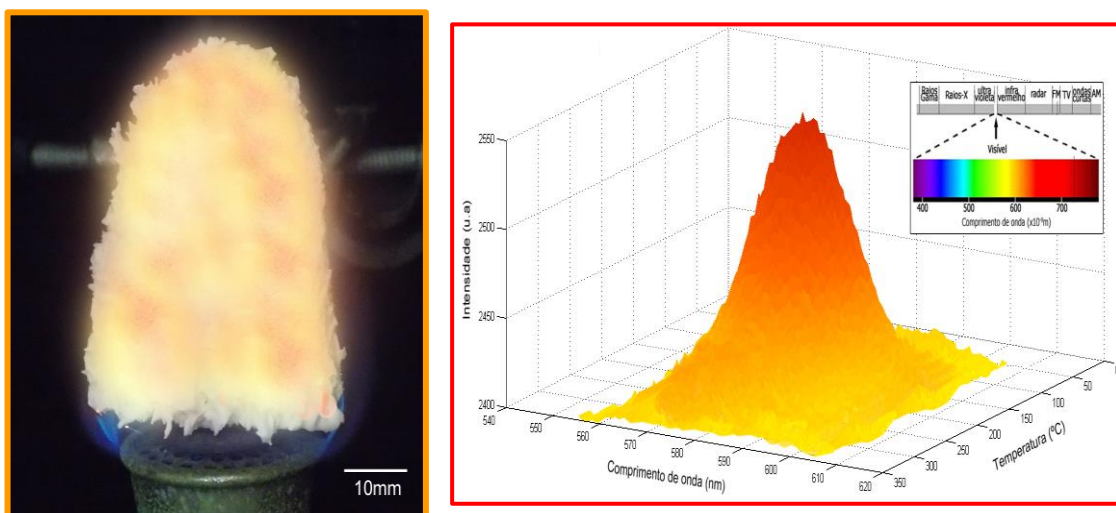 10mm
Raios
Gama
Raios-X
ultra
violeta
infra
vermelho
radar
FM
TV
ondas
curtas
AM
Visível
400 500 600 700
Comprimento de onda (x10⁻⁹m)
Intensidade (u.a)
2550
2500
2450
2400
540 550 560 570 580 590 600 610 620
Comprimento de onda (nm)
350 300 250 200 150 100 50
Temperatura (ºC)